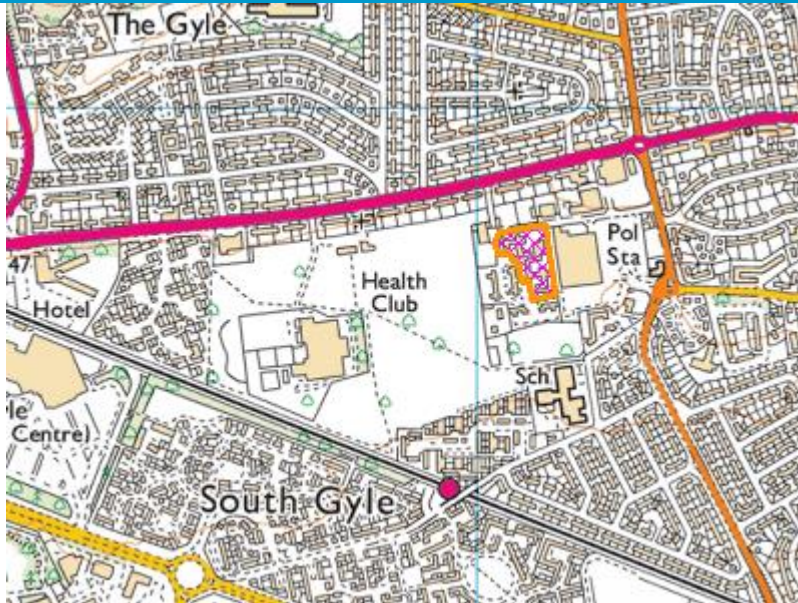 The Gyle
Pol
Sta
47
Health
Club
Hotel
Sch
le
Centre)
South Gyle